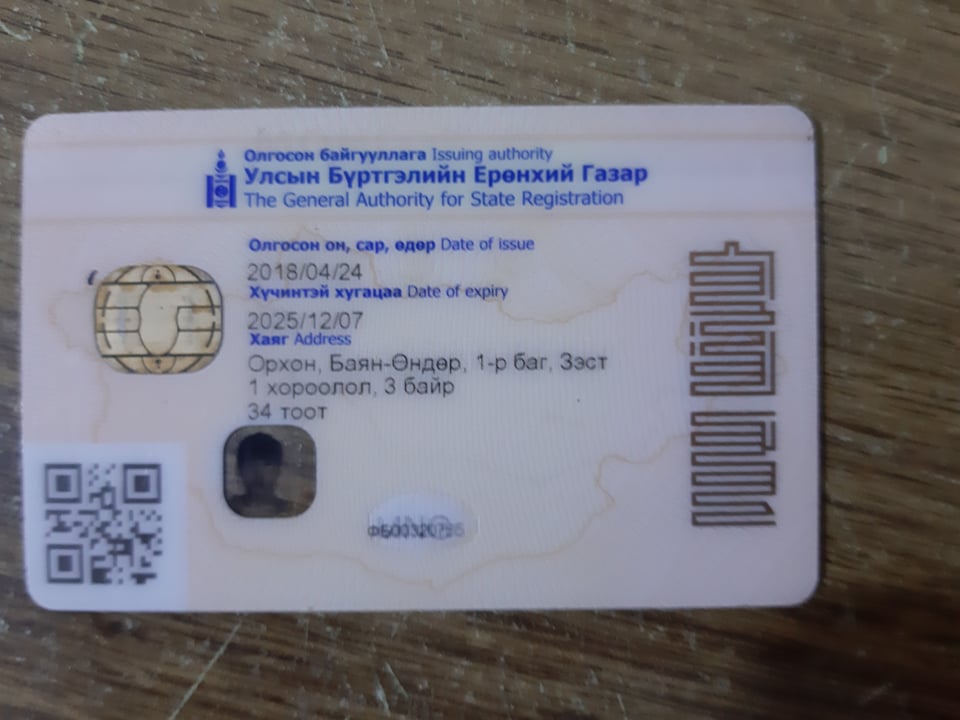 Олгосон байгууллага Issuing authority
Улсын Бүртгэлийн Ерөнхий Газар
The General Authority for State Registration
Олгосон он, сар, өдөр Date of issue
2018/04/24
Хүчинтэй хугацаа Date of expiry
2025/12/07
Хаяг Address
Орхон, Баян-Өндөр, 1-р баг, Зэст
1 хороолол, 3 байр
34 тоот